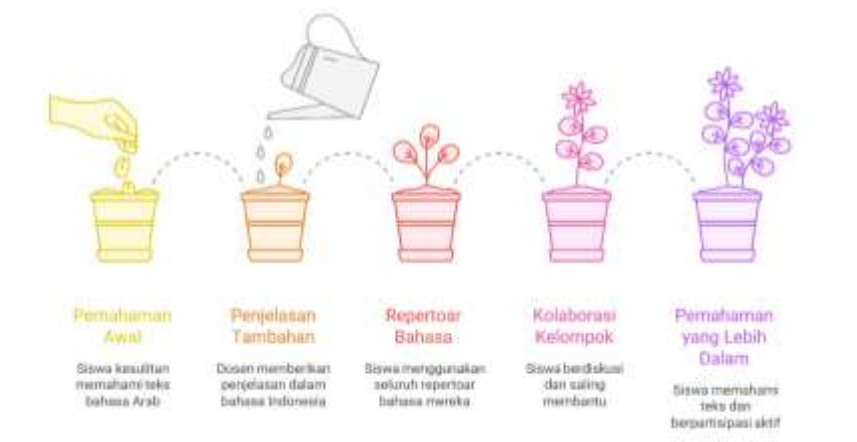 Pemahaman
Awal
Siswa kesulitan
memahami teks
bahasa Arab
Penjelasan
Tambahan
Dosen memberikan
penjelasan dalam
bahasa Indonesia
Repertoar
Bahasa
Siswa menggunakan
seluruh repertoar
bahasa mereka
Kolaborasi
Kelompok
Siswa berdiskusi
dan saling
membantu
Pemahaman
yang Lebih
Dalam
Siswa memahami
teks dan
berpartisipasi aktif